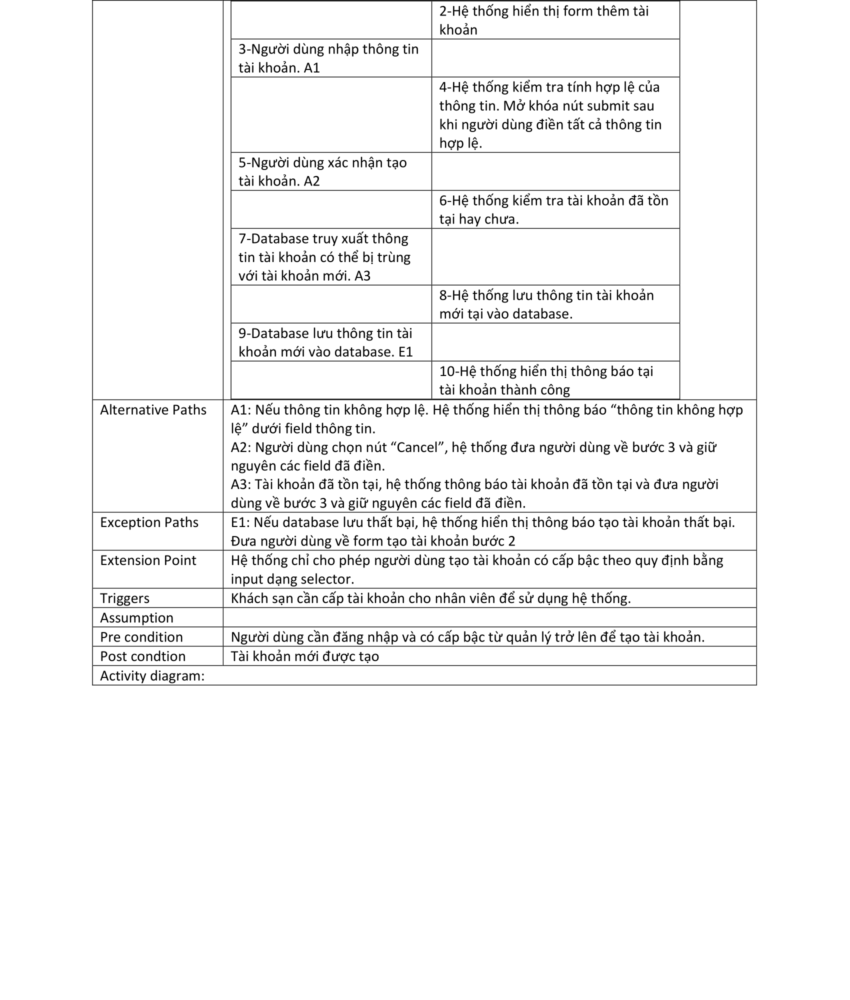 2-Hệ thống hiển thị form thêm tài
khoản
3-Người dùng nhập thông tin
tài khoản. A1
4-Hệ thống kiểm tra tính hợp lệ của
thông tin. Mở khóa nút submit sau
khi người dùng điền tất cả thông tin
hợp lệ.
5-Người dùng xác nhận tạo
tài khoản. A2
6-Hệ thống kiểm tra tài khoản đã tồn
tại hay chưa.
7-Database truy xuất thông
tin tài khoản có thể bị trùng
với tài khoản mới. A3
8-Hệ thống lưu thông tin tài khoản
mới tại vào database.
9-Database lưu thông tin tài
khoản mới vào database. E1
10-Hệ thống hiển thị thông báo tại
tài khoản thành công
Alternative Paths
A1: Nếu thông tin không hợp lệ. Hệ thống hiển thị thông báo “thông tin không hợp
lệ” dưới field thông tin.
A2: Người dùng chọn nút “Cancel”, hệ thống đưa người dùng về bước 3 và giữ
nguyên các field đã điền.
A3: Tài khoản đã tồn tại, hệ thống thông báo tài khoản đã tồn tại và đưa người
dùng về bước 3 và giữ nguyên các field đã điền.
Exception Paths
E1: Nếu database lưu thất bại, hệ thống hiển thị thông báo tạo tài khoản thất bại.
Đưa người dùng về form tạo tài khoản bước 2
Extension Point
Hệ thống chỉ cho phép người dùng tạo tài khoản có cấp bậc theo quy định bằng
input dạng selector.
Triggers
Khách sạn cần cấp tài khoản cho nhân viên để sử dụng hệ thống.
Assumption
Pre condition
Người dùng cần đăng nhập và có cấp bậc từ quản lý trở lên để tạo tài khoản.
Post condtion
Tài khoản mới được tạo
Activity diagram: